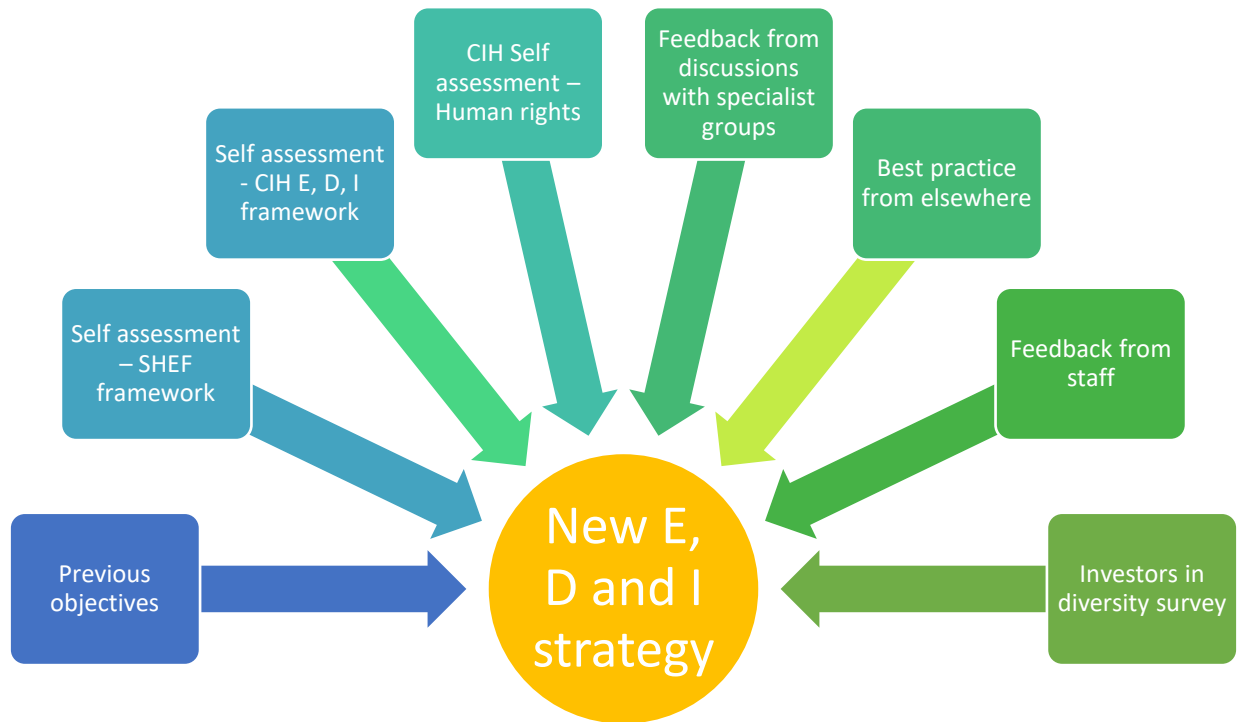 CIH Self
assessment –
Human rights
Feedback from
discussions
with specialist
groups
Self assessment
- CIH E, D, I
framework
Best practice
from elsewhere
Self assessment
– SHEF
framework
Feedback from
staff
Previous
objectives
New E,
D and I
strategy
Investors in
diversity survey